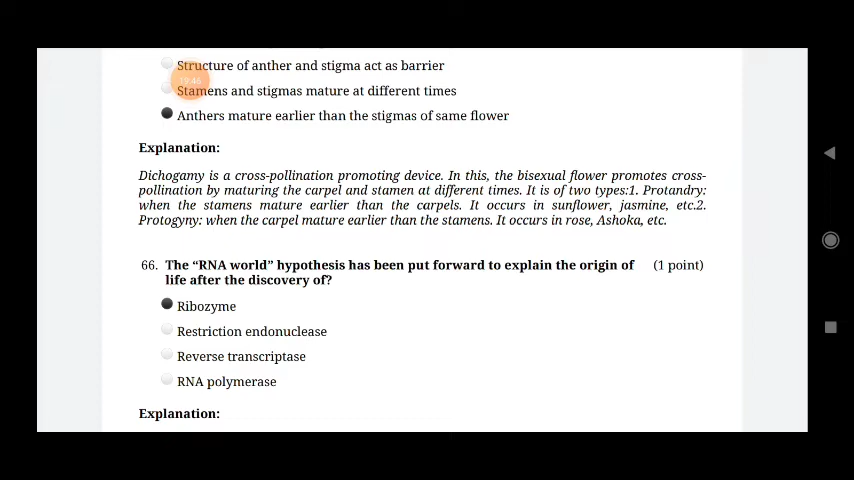 Structure of anther and stigma act as barrier
19:46
Stamens and stigmas mature at different times
Anthers mature earlier than the stigmas of same flower
Explanation:
Dichogamy is a cross-pollination promoting device. In this, the bisexual flower promotes cross-
pollination by maturing the carpel and stamen at different times. It is of two types:1. Protandry:
when the stamens mature earlier than the carpels. It occurs in sunflower, jasmine, etc.2.
Protogyny: when the carpel mature earlier than the stamens. It occurs in rose, Ashoka, etc.
66. The “RNA world” hypothesis has been put forward to explain the origin of (1 point)
life after the discovery of?
Ribozyme
Restriction endonuclease
Reverse transcriptase
RNA polymerase
Explanation: